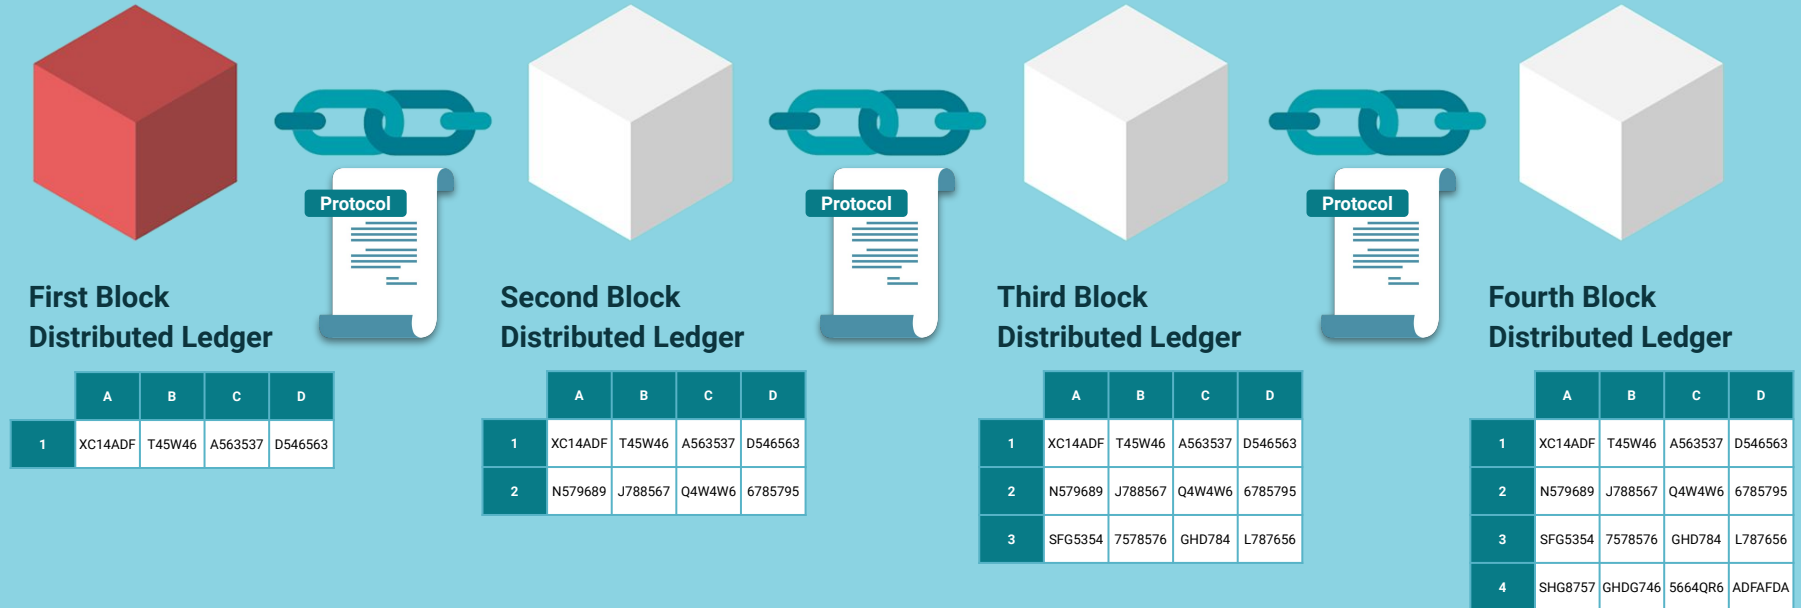 Protocol
Protocol
Protocol
First Block
Distributed Ledger
Second Block
Distributed Ledger
Third Block
Distributed Ledger
Fourth Block
Distributed Ledger
A B C D
1 XC14ADF T45W46 A563537 D546563
A B C D
1 XC14ADF T45W46 A563537 D546563
2 N579689 J788567 Q4W4W6 6785795
A B C D
1 XC14ADF T45W46 A563537 D546563
2 N579689 J788567 Q4W4W6 6785795
3 SFG5354 7578576 GHD784 L787656
A B C D
1 XC14ADF T45W46 A563537 D546563
2 N579689 J788567 Q4W4W6 6785795
3 SFG5354 7578576 GHD784 L787656
4 SHG8757 GHDG746 5664QR6 ADFAFDA